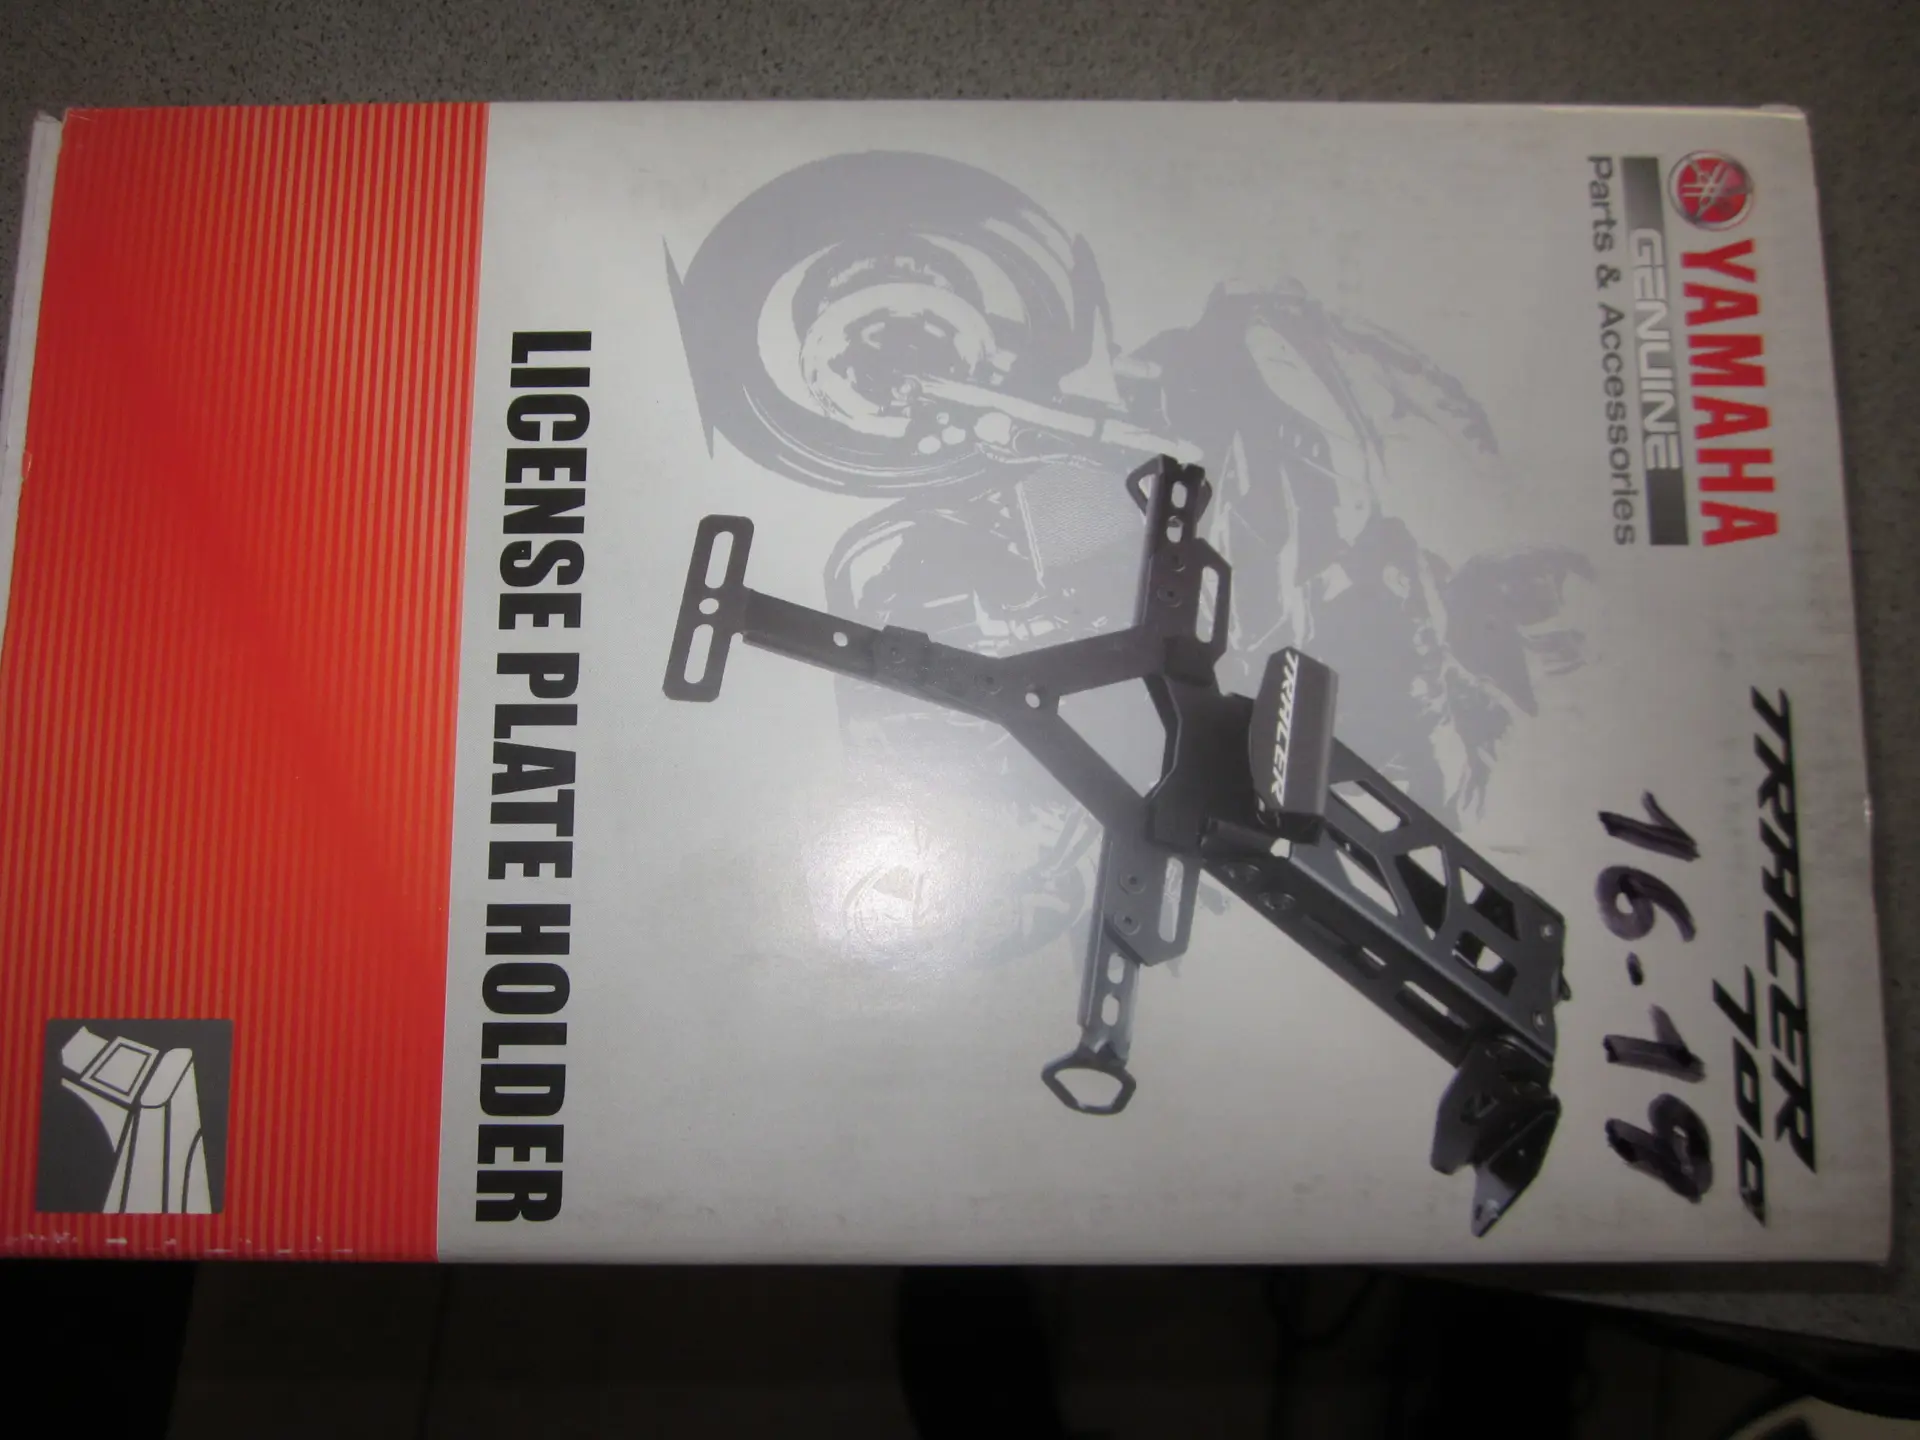 YAMAHA
GENUINE
Parts & Accessories
TRACER
700
16-19
TRACER
LICENSE PLATE HOLDER